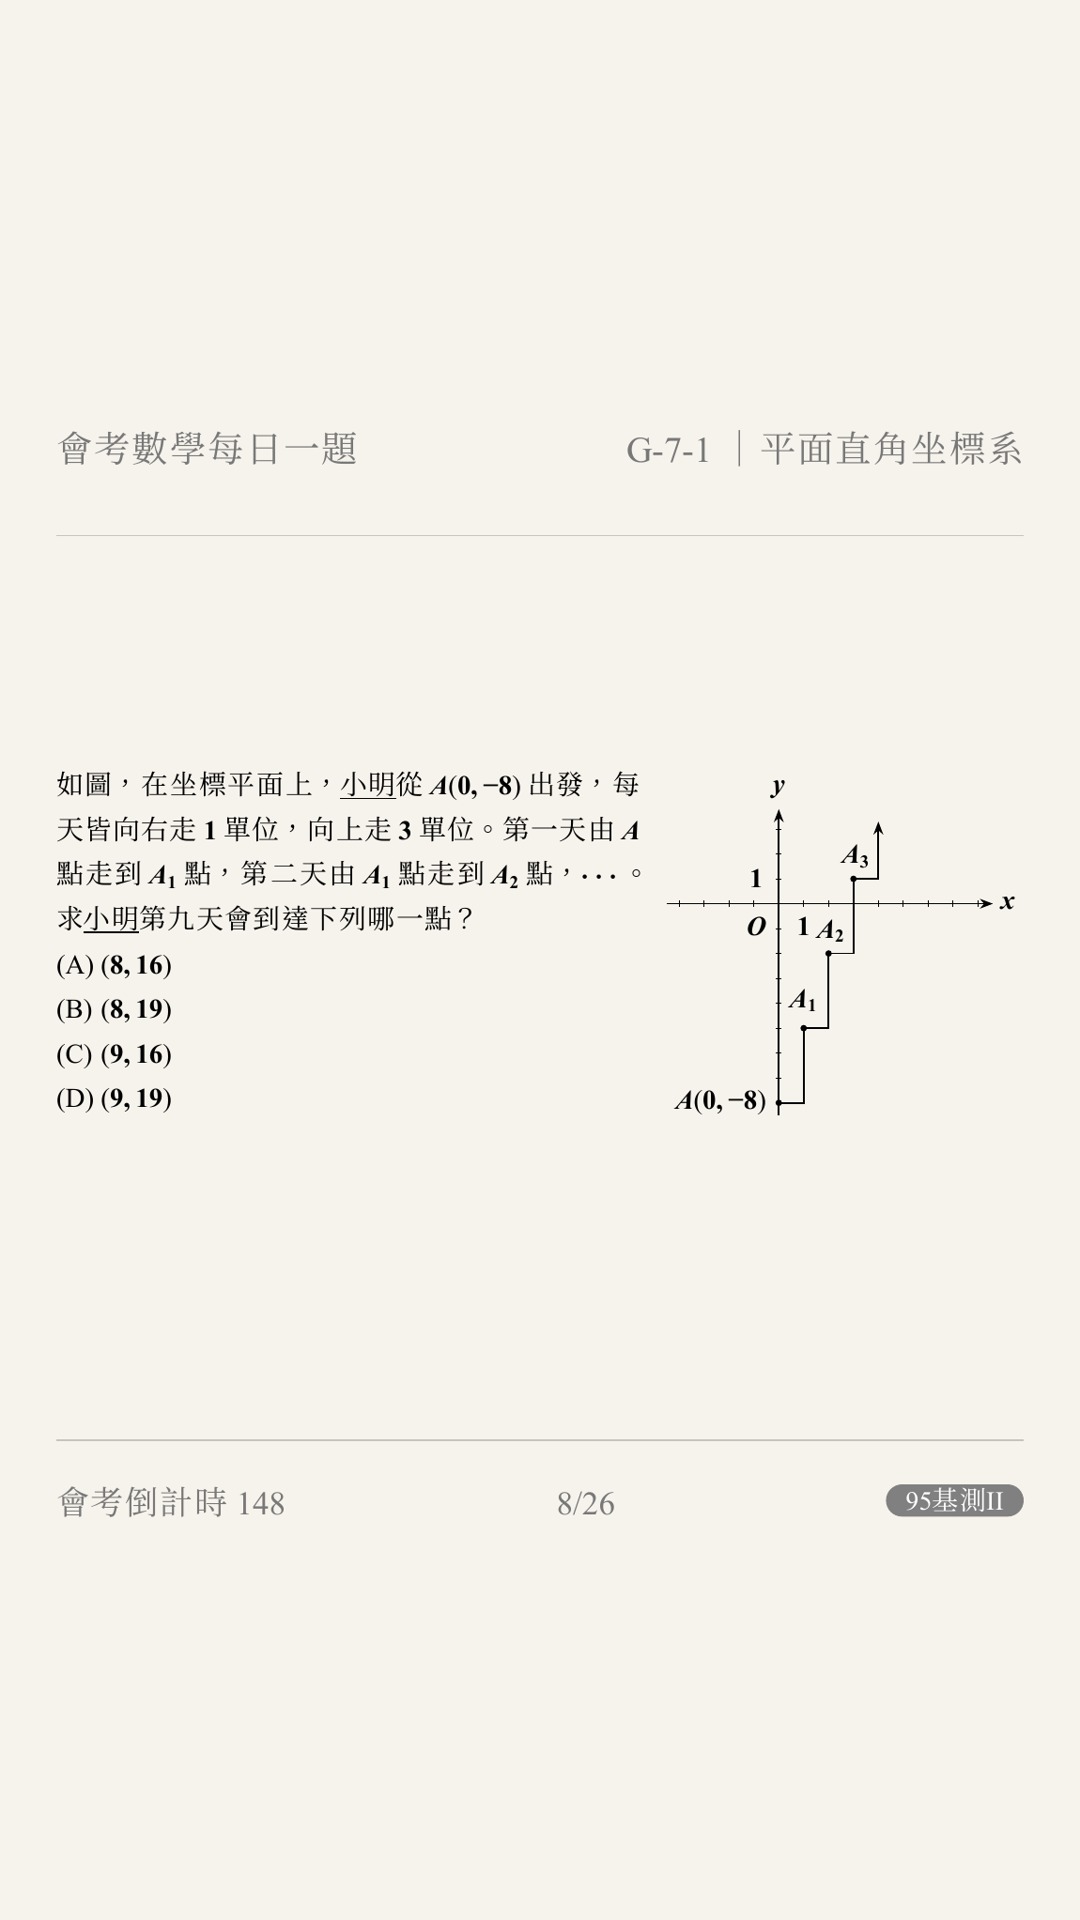 會考數學每日一題
G-7-1｜平面直角坐標系
如圖，在坐標平面上，小明從 A(0, −8) 出發，每
天皆向右走 1 單位，向上走 3 單位。第一天由 A
點走到 A₁ 點，第二天由 A₁ 點走到 A₂ 點，⋯。
求小明第九天會到達下列哪一點？
(A) (8, 16)
(B) (8, 19)
(C) (9, 16)
(D) (9, 19)
y
A₃
1
x
O
1
A₂
A₁
A(0, −8)
會考倒計時 148
8/26
95基測II